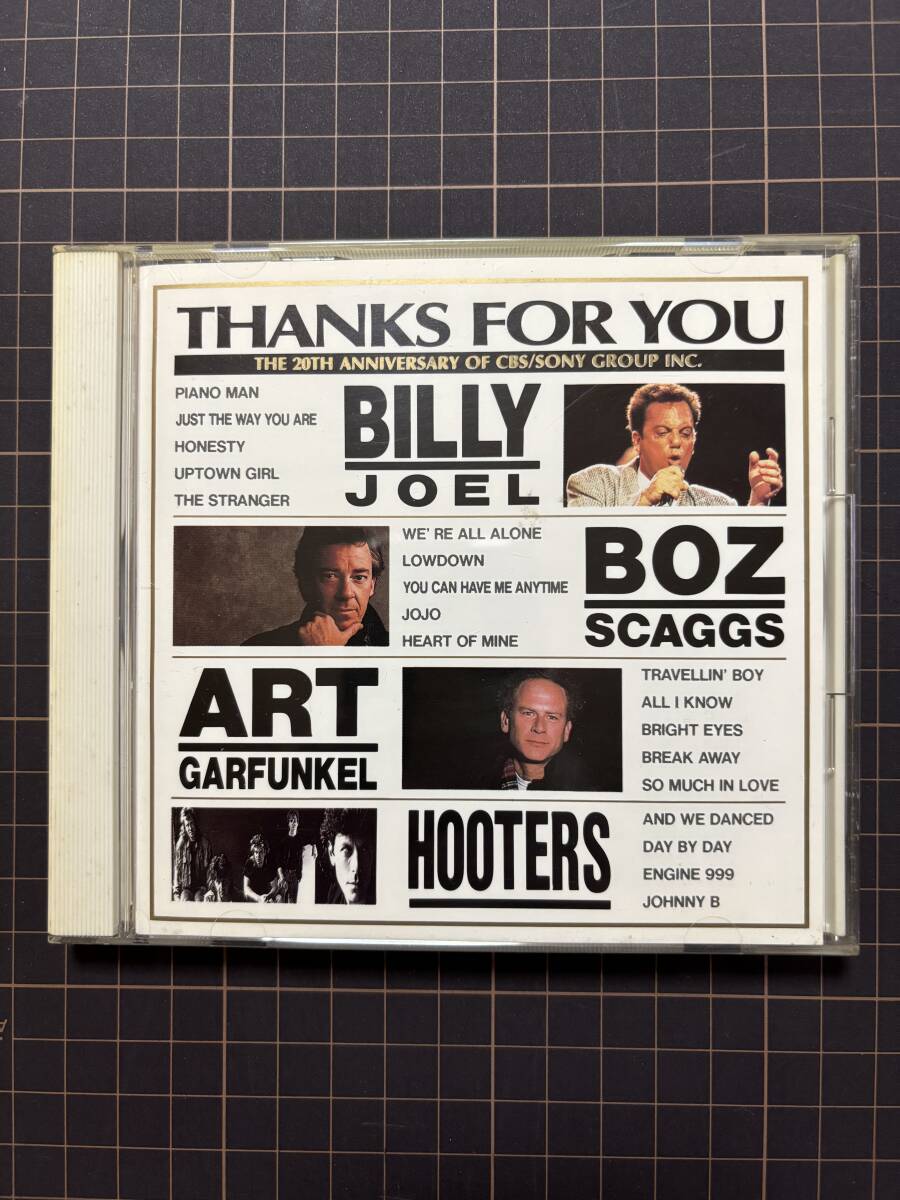 THANKS FOR YOU
THE 20TH ANNIVERSARY OF CBS/SONY GROUP INC.
PIANO MAN
JUST THE WAY YOU ARE
HONESTY
UPTOWN GIRL
THE STRANGER
BILLY
JOEL
WE' RE ALL ALONE
LOWDOWN
YOU CAN HAVE ME ANYTIME
JOJO
HEART OF MINE
BOZ
SCAGGS
ART
GARFUNKEL
TRAVELLIN' BOY
ALL I KNOW
BRIGHT EYES
BREAK AWAY
SO MUCH IN LOVE
HOOTERS
AND WE DANCED
DAY BY DAY
ENGINE 999
JOHNNY B